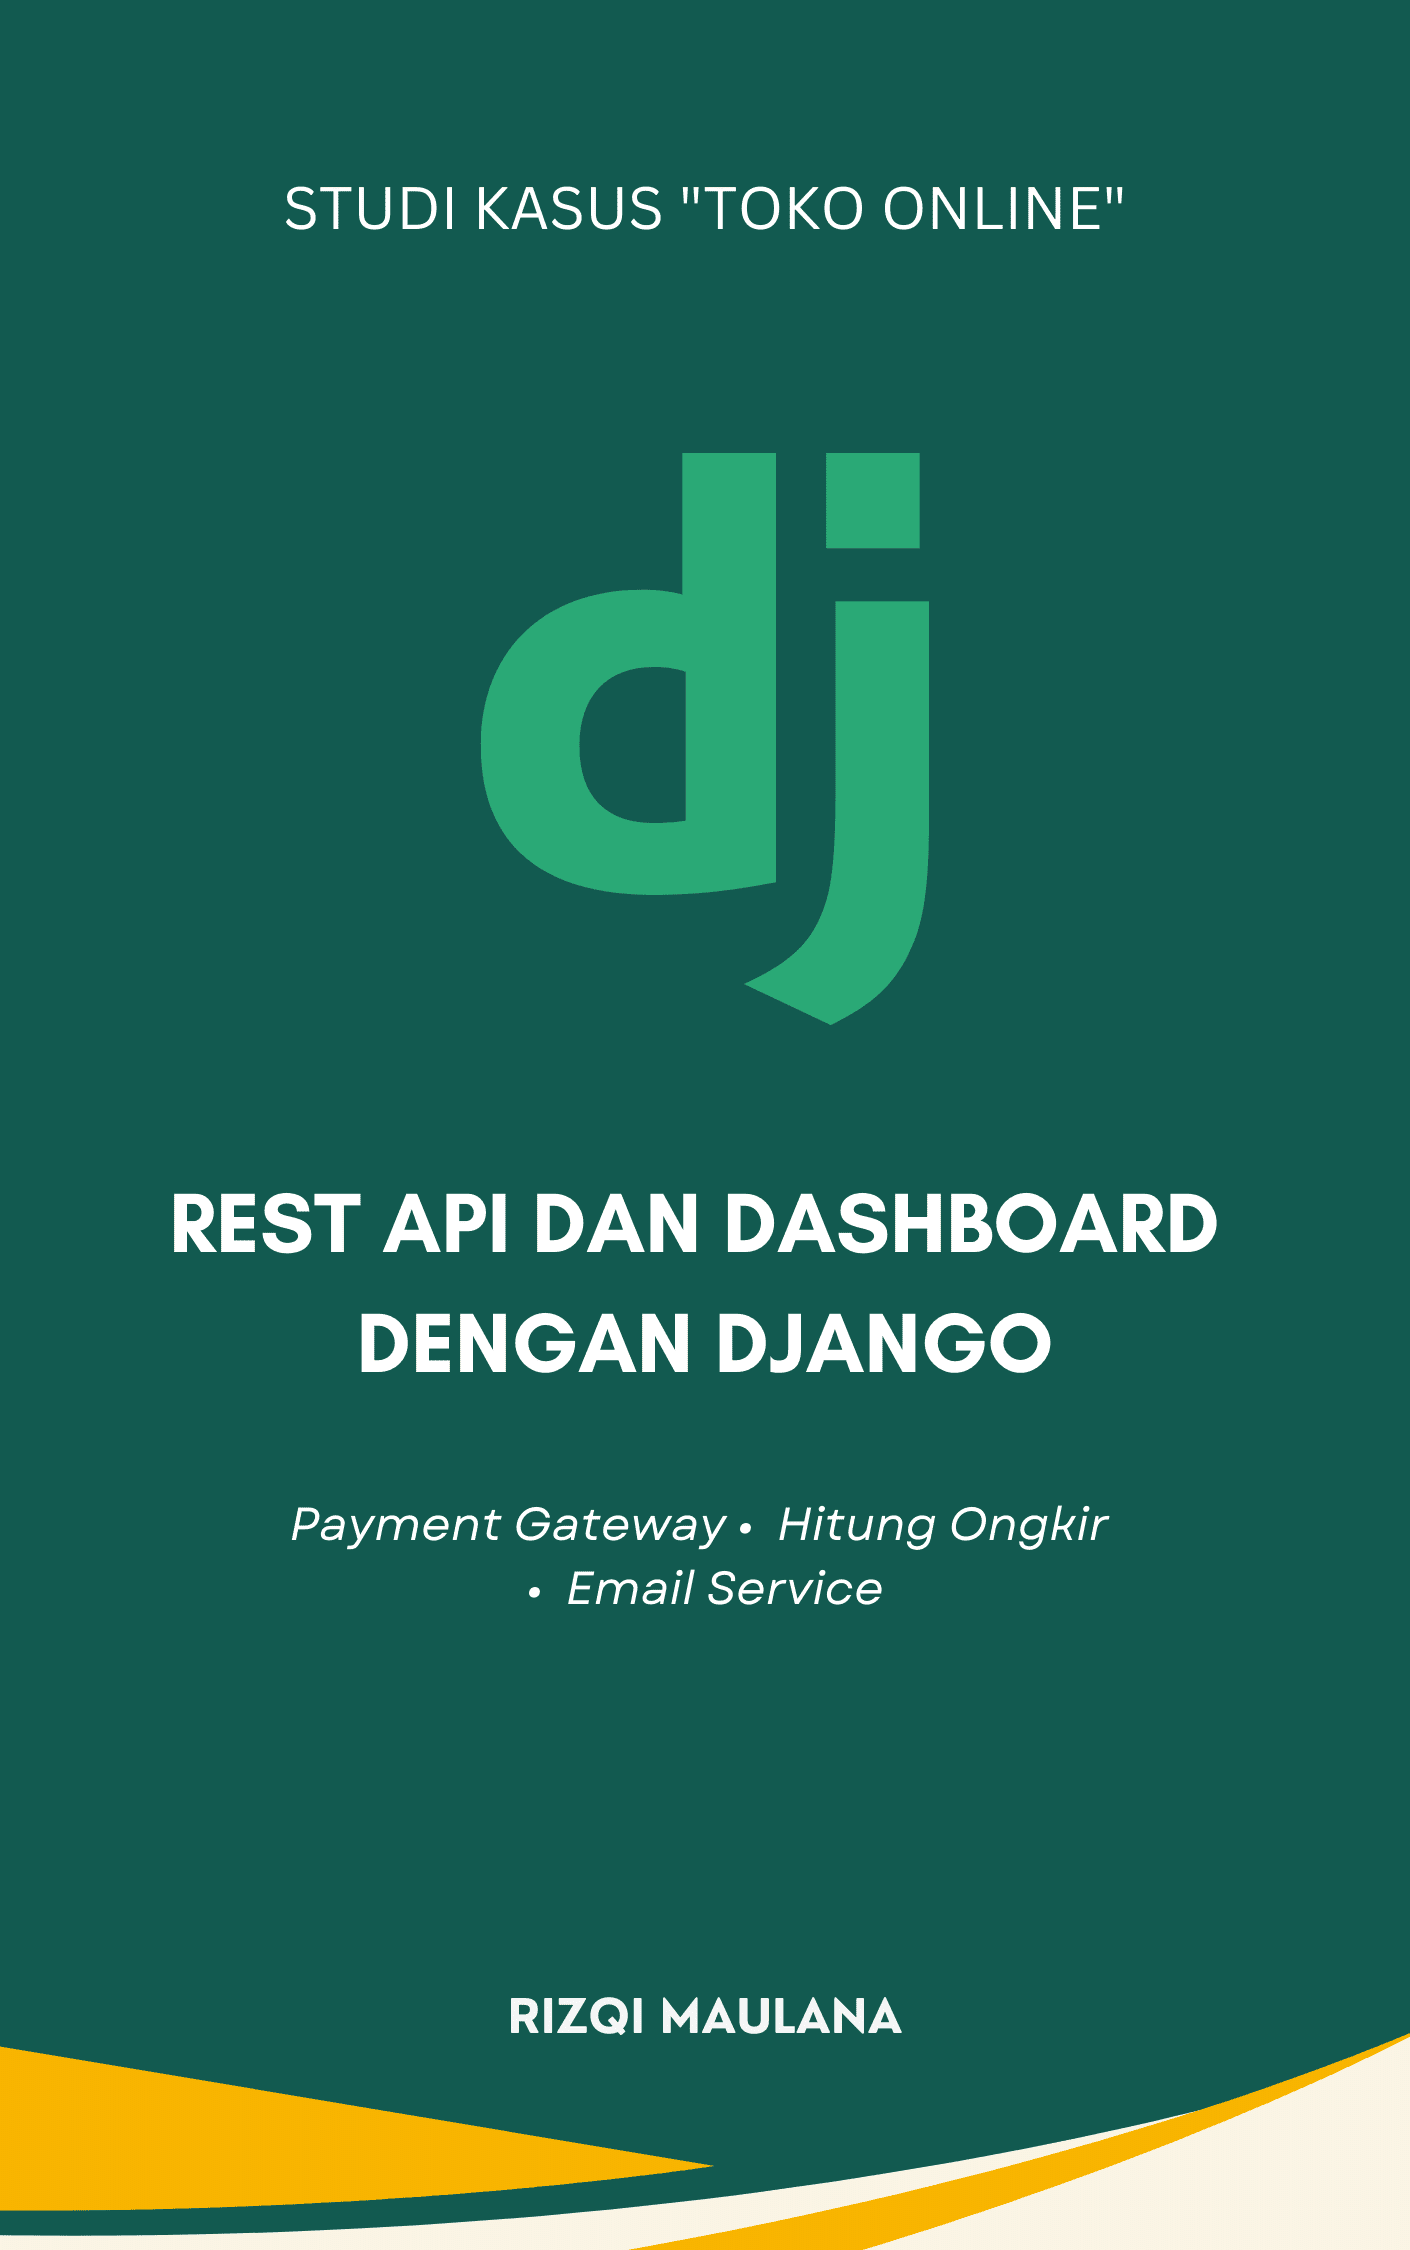 STUDI KASUS "TOKO ONLINE"
dj
REST API DAN DASHBOARD
DENGAN DJANGO
Payment Gateway • Hitung Ongkir
• Email Service
RIZQI MAULANA